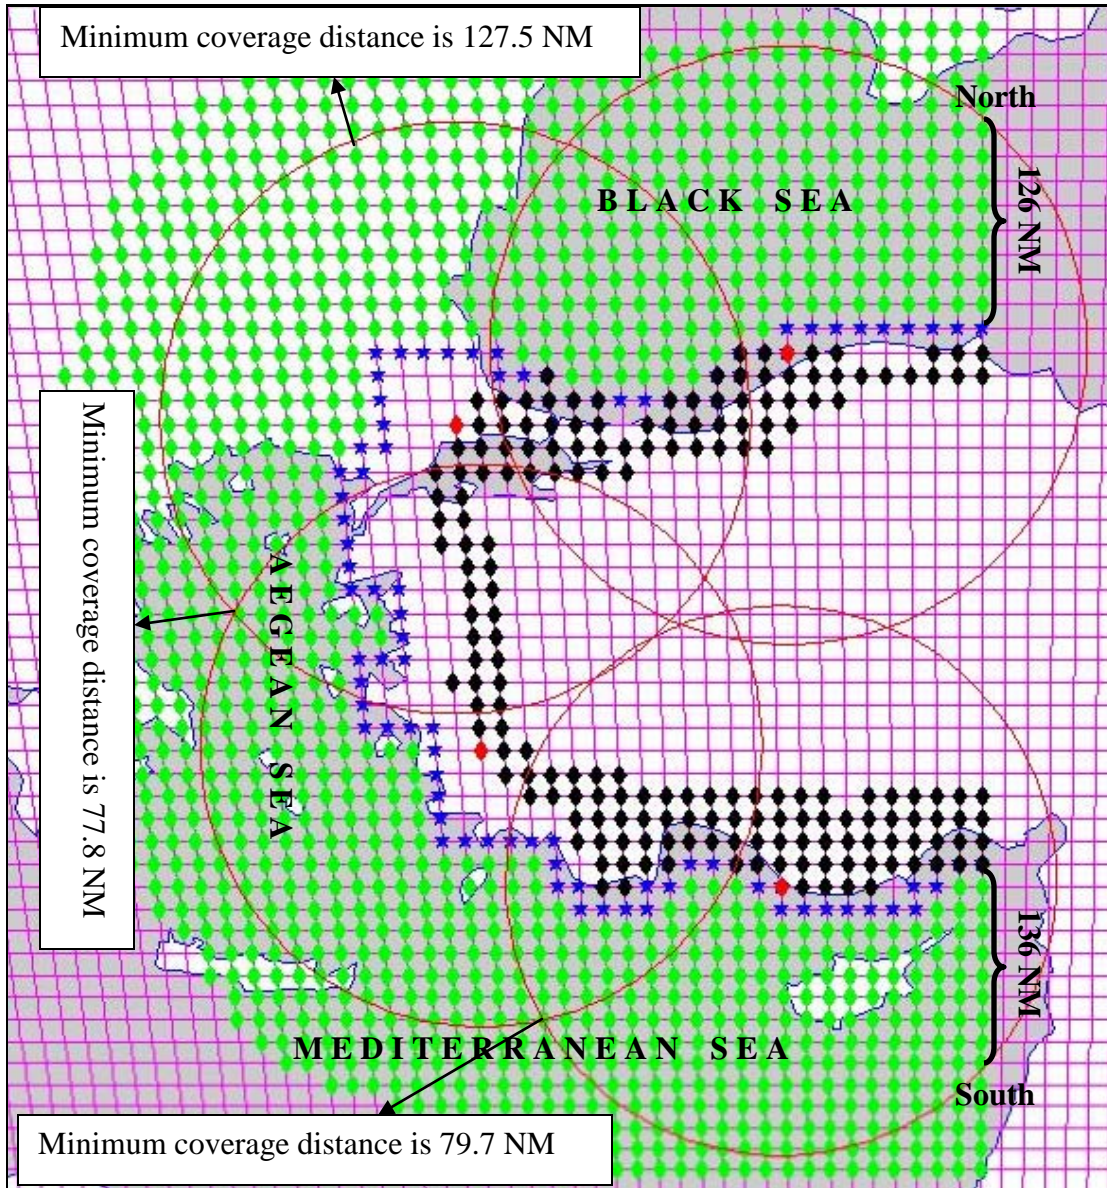 Minimum coverage distance is 127.5 NM
North
126 NM
BLACK SEA
Minimum coverage distance is 77.8 NM
AEGEAN SEA
136 NM
MEDITERRANEAN SEA
South
Minimum coverage distance is 79.7 NM